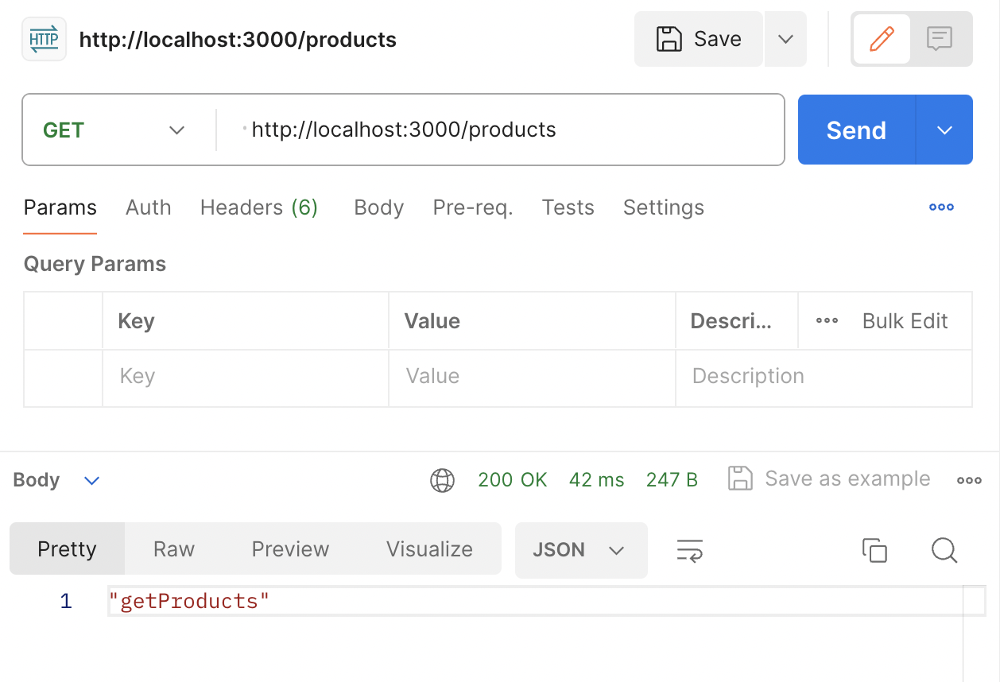 HTTP http://localhost:3000/products Save
GET http://localhost:3000/products Send
Params Auth Headers (6) Body Pre-req. Tests Settings
Query Params
Key Value Descri... Bulk Edit
Key Value Description
Body 200 OK 42 ms 247 B Save as example
Pretty Raw Preview Visualize JSON
1 "getProducts"